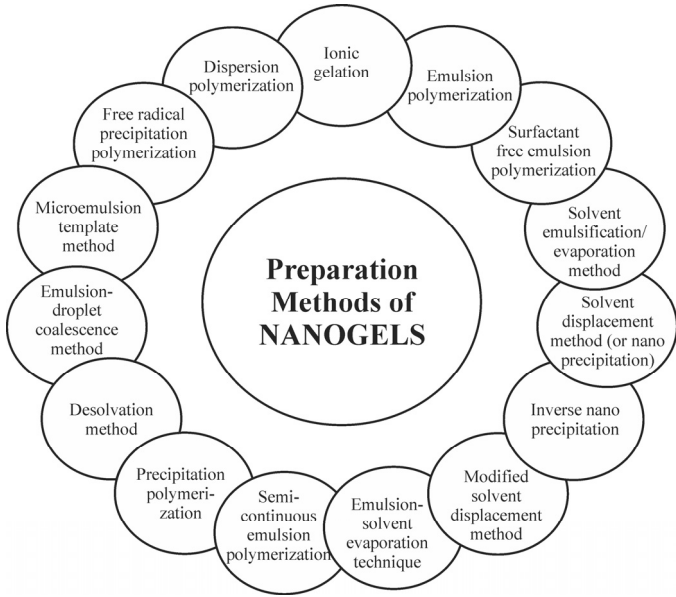 Ionic
gelation
Emulsion
polymerization
Surfactant
free emulsion
polymerization
Solvent
emulsification/
evaporation
method
Solvent
displacement
method (or nano
precipitation)
Inverse nano
precipitation
Modified
solvent
displacement
method
Emulsion-
solvent
evaporation
technique
Semi-
continuous
emulsion
polymerization
Precipitation
polymeri-
zation
Desolvation
method
Emulsion-
droplet
coalescence
method
Microemulsion
template
method
Free radical
precipitation
polymerization
Dispersion
polymerization
Preparation
Methods of
NANOGELS